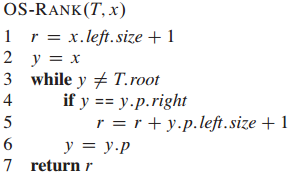 OS-RANK(T, x)
1 r = x.left.size + 1
2 y = x
3 while y ≠ T.root
4 if y == y.p.right
5 r = r + y.p.left.size + 1
6 y = y.p
7 return r